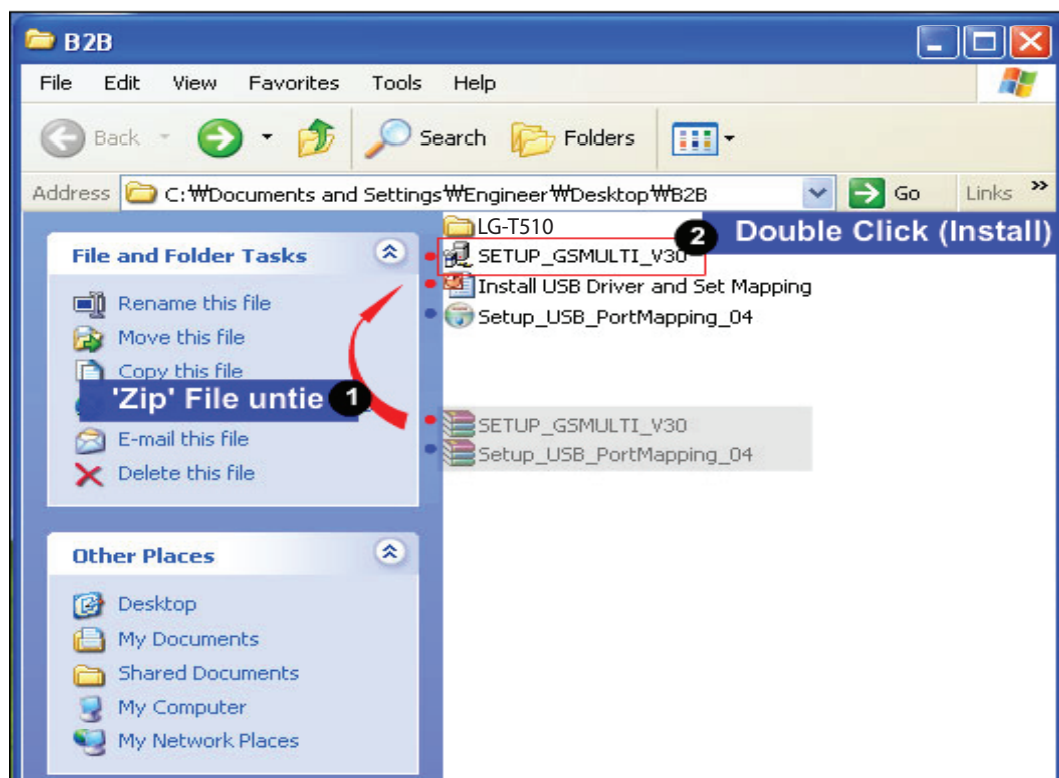 B2B
File Edit View Favorites Tools Help
Back Search Folders
Address C:₩Documents and Settings₩Engineer₩Desktop₩B2B Go Links »
File and Folder Tasks
Rename this file
Move this file
Copy this file
'Zip' File untie 1
E-mail this file
Delete this file
Other Places
Desktop
My Documents
Shared Documents
My Computer
My Network Places
LG-T510
2 Double Click (Install)
SETUP_GSMULTI_V30
Install USB Driver and Set Mapping
Setup_USB_PortMapping_04
SETUP_GSMULTI_V30
Setup_USB_PortMapping_04